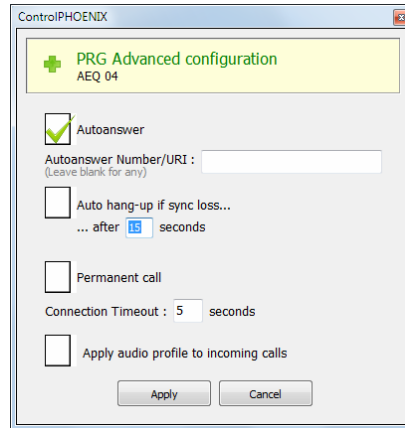 ControlPHOENIX
PRG Advanced configuration
AEQ 04
Autoanswer
Autoanswer Number/URI :
(Leave blank for any)
Auto hang-up if sync loss...
... after 15 seconds
Permanent call
Connection Timeout : 5 seconds
Apply audio profile to incoming calls
Apply Cancel